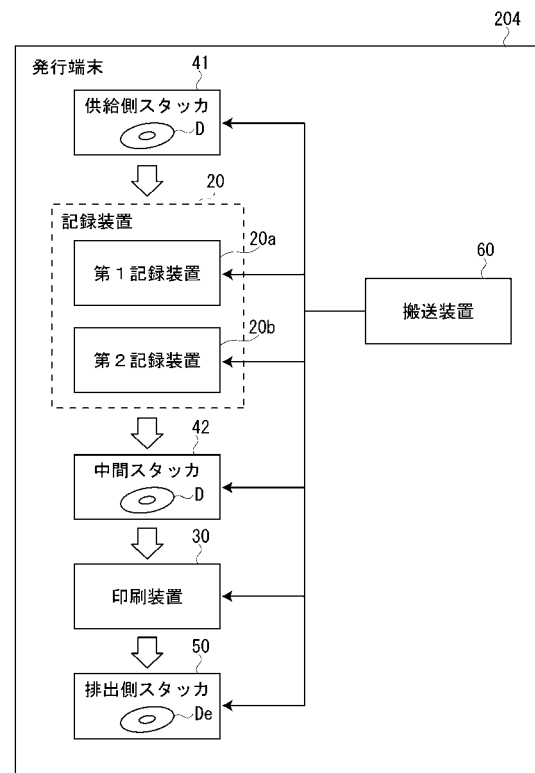 204
発行端末
41
供給側スタッカ
D
20
記録装置
20a
第1記録装置
60
搬送装置
20b
第2記録装置
42
中間スタッカ
D
30
印刷装置
50
排出側スタッカ
De